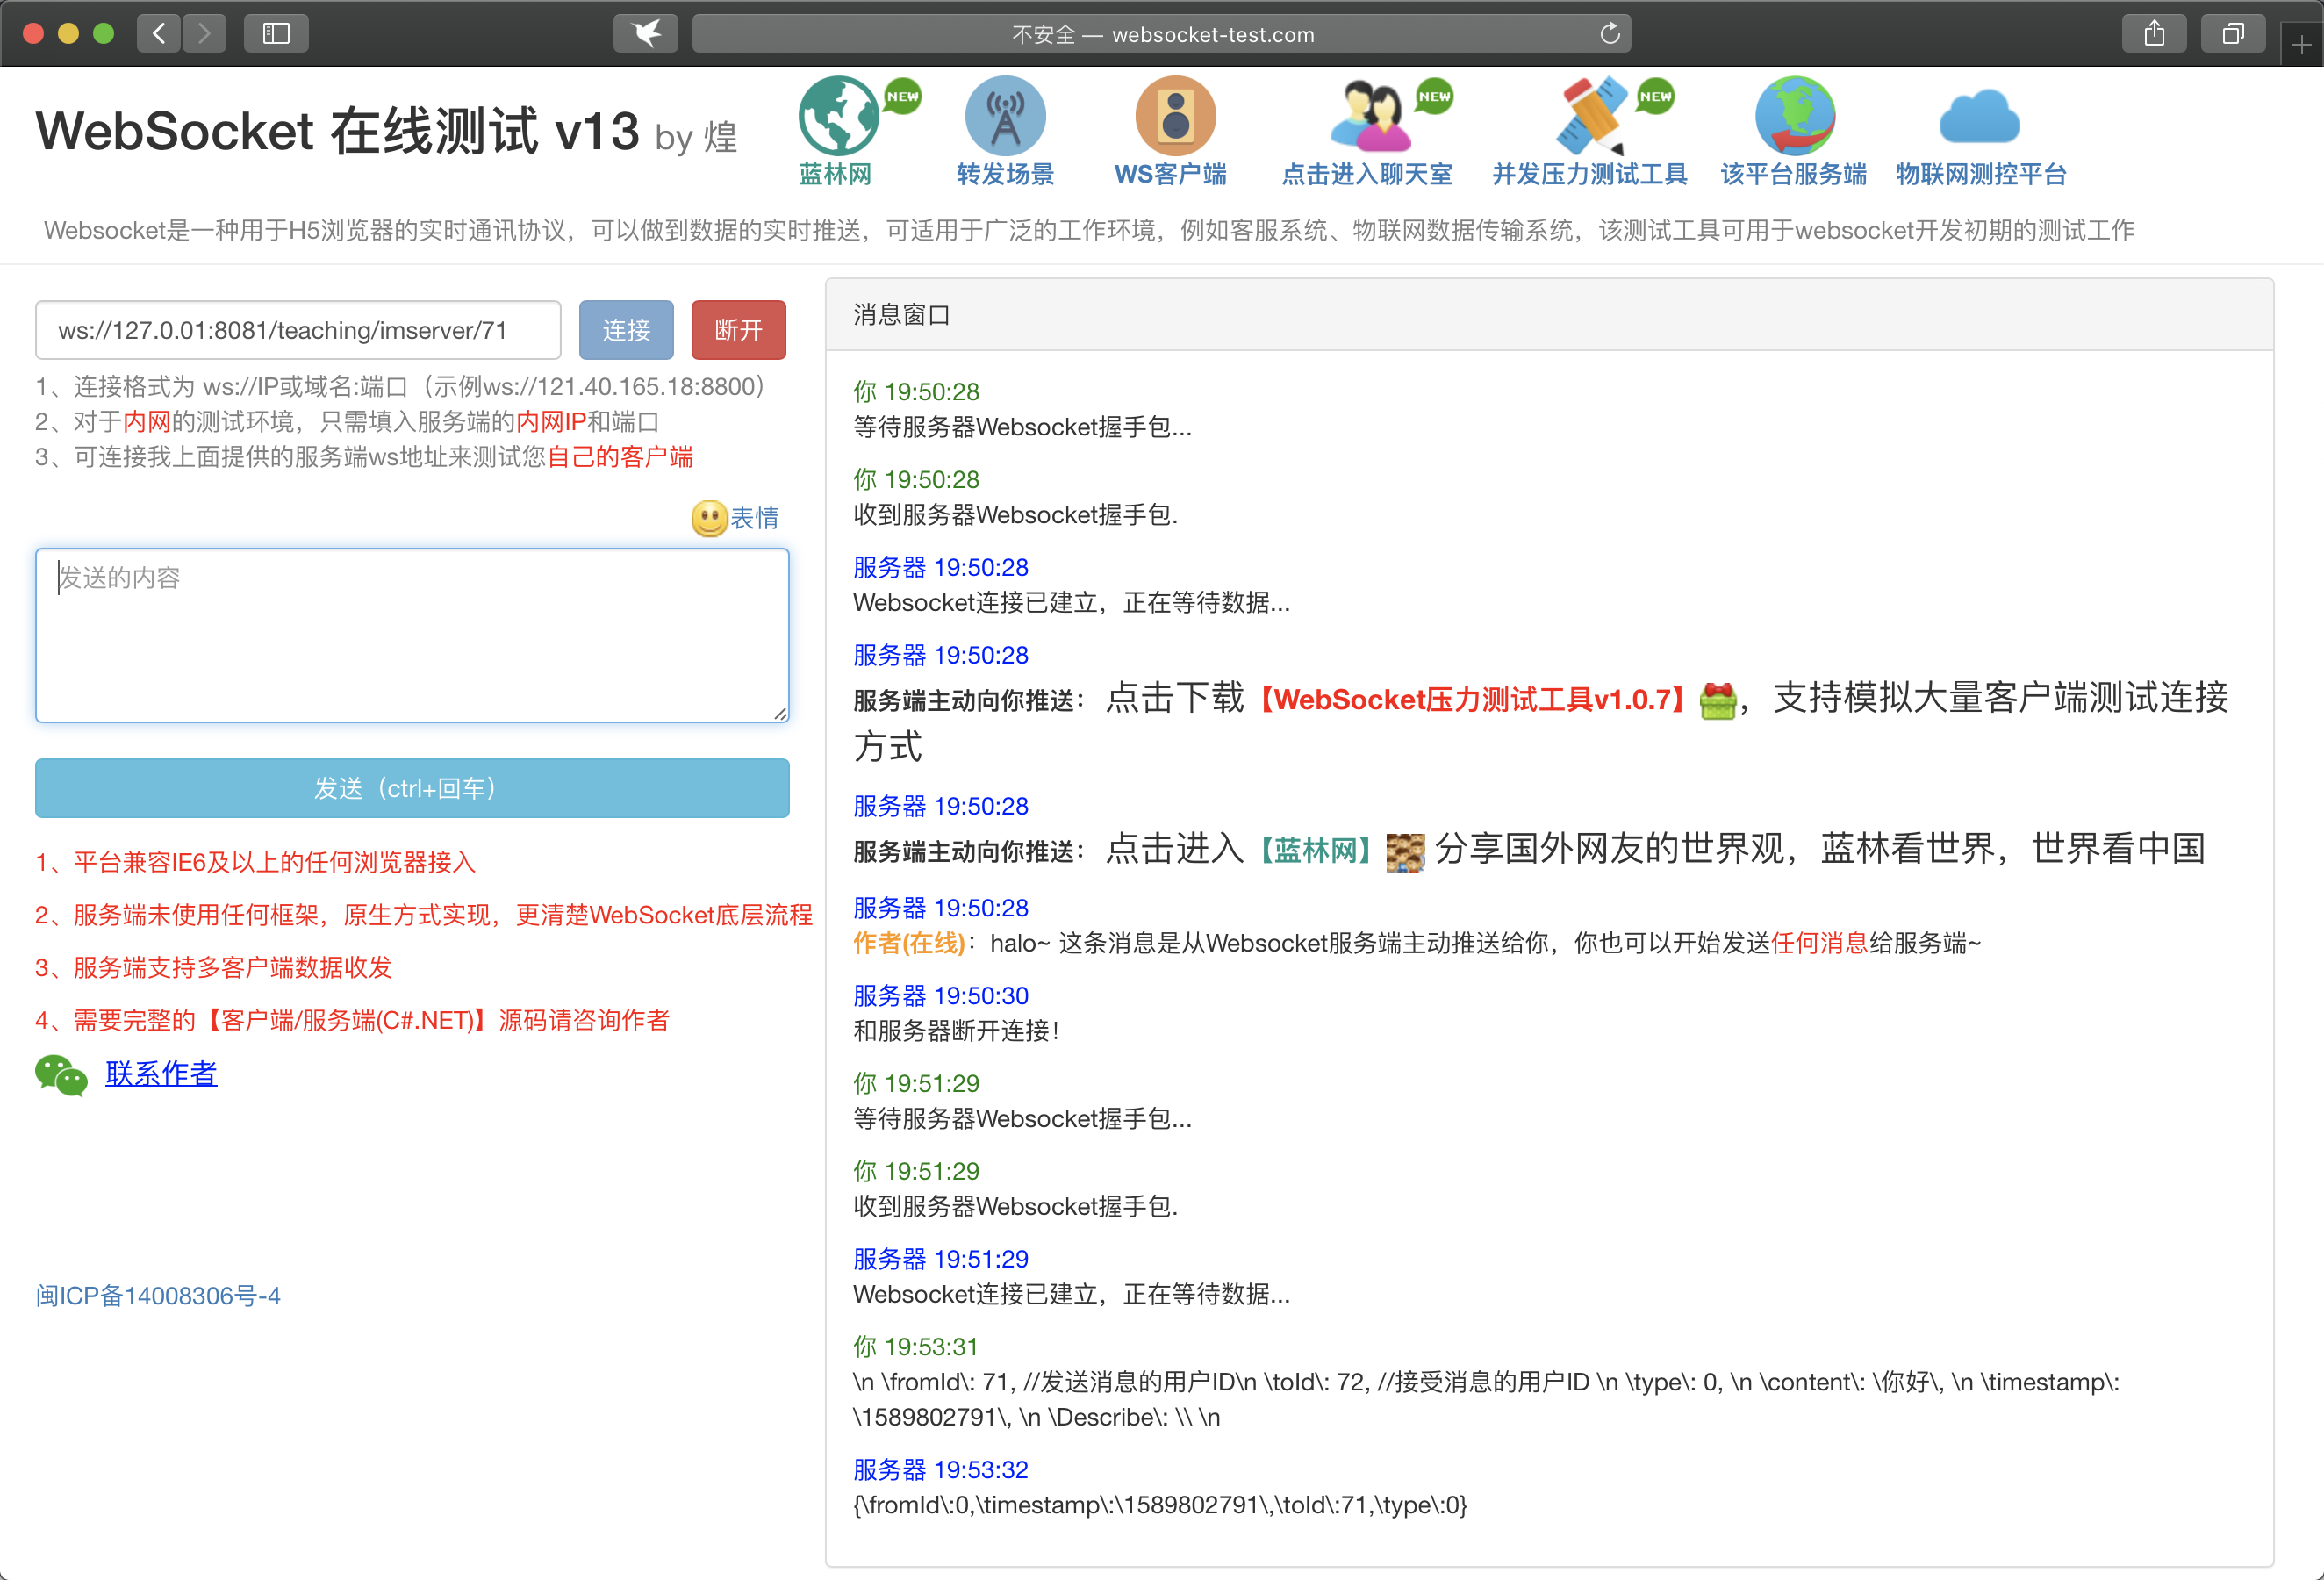 不安全 — websocket-test.com
WebSocket 在线测试 v13 by 煌
NEW
NEW
NEW
蓝林网
转发场景
WS客户端
点击进入聊天室
并发压力测试工具
该平台服务端
物联网测控平台
Websocket是一种用于H5浏览器的实时通讯协议，可以做到数据的实时推送，可适用于广泛的工作环境，例如客服系统、物联网数据传输系统，该测试工具可用于websocket开发初期的测试工作
ws://127.0.01:8081/teaching/imserver/71
连接
断开
1、连接格式为 ws://IP或域名:端口（示例ws://121.40.165.18:8800）
2、对于内网的测试环境，只需填入服务端的内网IP和端口
3、可连接我上面提供的服务端ws地址来测试您自己的客户端
表情
发送的内容
发送（ctrl+回车）
1、平台兼容IE6及以上的任何浏览器接入
2、服务端未使用任何框架，原生方式实现，更清楚WebSocket底层流程
3、服务端支持多客户端数据收发
4、需要完整的【客户端/服务端(C#.NET)】源码请咨询作者
联系作者
闽ICP备14008306号-4
消息窗口
你 19:50:28
等待服务器Websocket握手包...
你 19:50:28
收到服务器Websocket握手包.
服务器 19:50:28
Websocket连接已建立，正在等待数据...
服务器 19:50:28
服务端主动向你推送： 点击下载【WebSocket压力测试工具v1.0.7】，支持模拟大量客户端测试连接
方式
服务器 19:50:28
服务端主动向你推送： 点击进入【蓝林网】 分享国外网友的世界观，蓝林看世界，世界看中国
服务器 19:50:28
作者(在线)：halo~ 这条消息是从Websocket服务端主动推送给你，你也可以开始发送任何消息给服务端~
服务器 19:50:30
和服务器断开连接！
你 19:51:29
等待服务器Websocket握手包...
你 19:51:29
收到服务器Websocket握手包.
服务器 19:51:29
Websocket连接已建立，正在等待数据...
你 19:53:31
\n \fromId\: 71, //发送消息的用户ID\n \toId\: 72, //接受消息的用户ID \n \type\: 0, \n \content\: \你好\, \n \timestamp\:
\1589802791\, \n \Describe\: \\ \n
服务器 19:53:32
{\fromId\:0,\timestamp\:\1589802791\,\toId\:71,\type\:0}